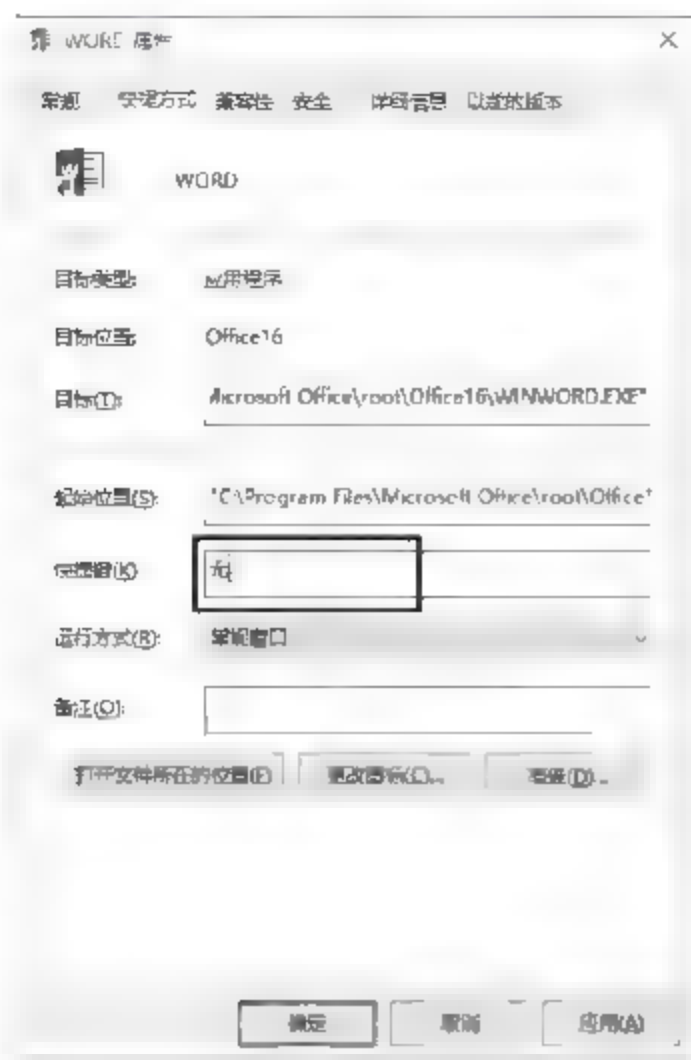 WORD 属性
常规 快捷方式 兼容性 安全 详细信息 以前的版本
WORD
目标类型: 应用程序
目标位置: Office16
目标(T): Microsoft Office\root\Office16\WINWORD.EXE"
起始位置(S): "C:\Program Files\Microsoft Office\root\Office1
快捷键(K): 无
运行方式(R): 常规窗口
备注(O):
打开文件所在的位置(F) 更改图标(C)... 高级(D)...
确定 取消 应用(A)